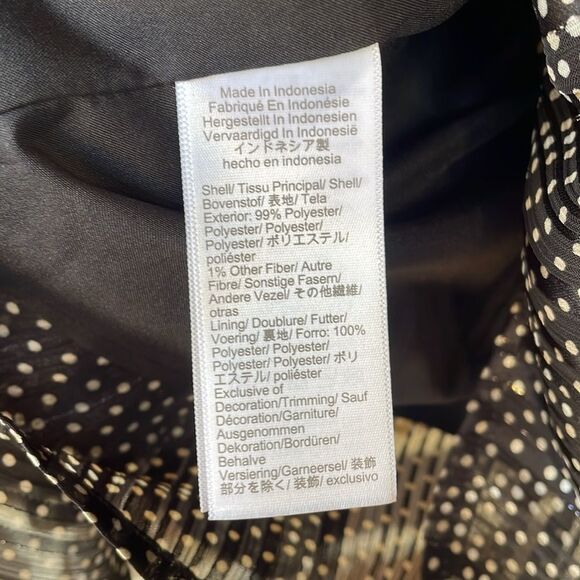 Made In Indonesia
Fabriqué En Indonésie
Hergestellt In Indonesien
Vervaardigd In Indonesië
インドネシア製
hecho en indonesia
Shell/ Tissu Principal/ Shell/
Bovenstof/ 表地/ Tela
Exterior: 99% Polyester/
Polyester/ Polyester/
Polyester/ ポリエステル/
poliéster
1% Other Fiber/ Autre
Fibre/ Sonstige Fasern/
Andere Vezel/ その他繊維/
otras
Lining/ Doublure/ Futter/
Voering/ 裏地/ Forro: 100%
Polyester/ Polyester/
Polyester/ Polyester/ ポリ
エステル/ poliéster
Exclusive of
Decoration/Trimming/ Sauf
Décoration/Garniture/
Ausgenommen
Dekoration/Bordüren/
Behalve
Versiering/Garneersel/ 装飾
部分を除く/ 装飾/ exclusivo